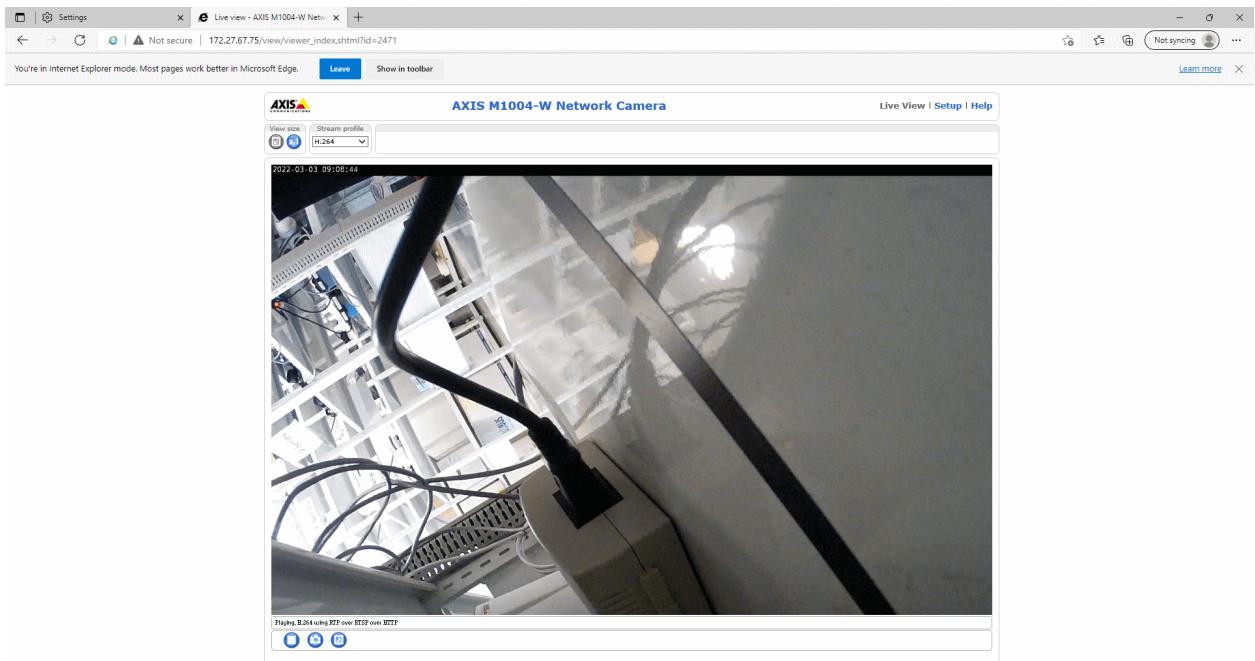 Settings
Live view - AXIS M1004-W Netw
Not secure
172.27.67.75/view/viewer_index.shtml?id=2471
Not syncing
You're in Internet Explorer mode. Most pages work better in Microsoft Edge.
Leave
Show in toolbar
Learn more
AXIS
COMMUNICATIONS
AXIS M1004-W Network Camera
Live View | Setup | Help
View size
Stream profile
H.264
2022-03-03 09:08:44
Playing, H.264 using RTP over RTSP over HTTP